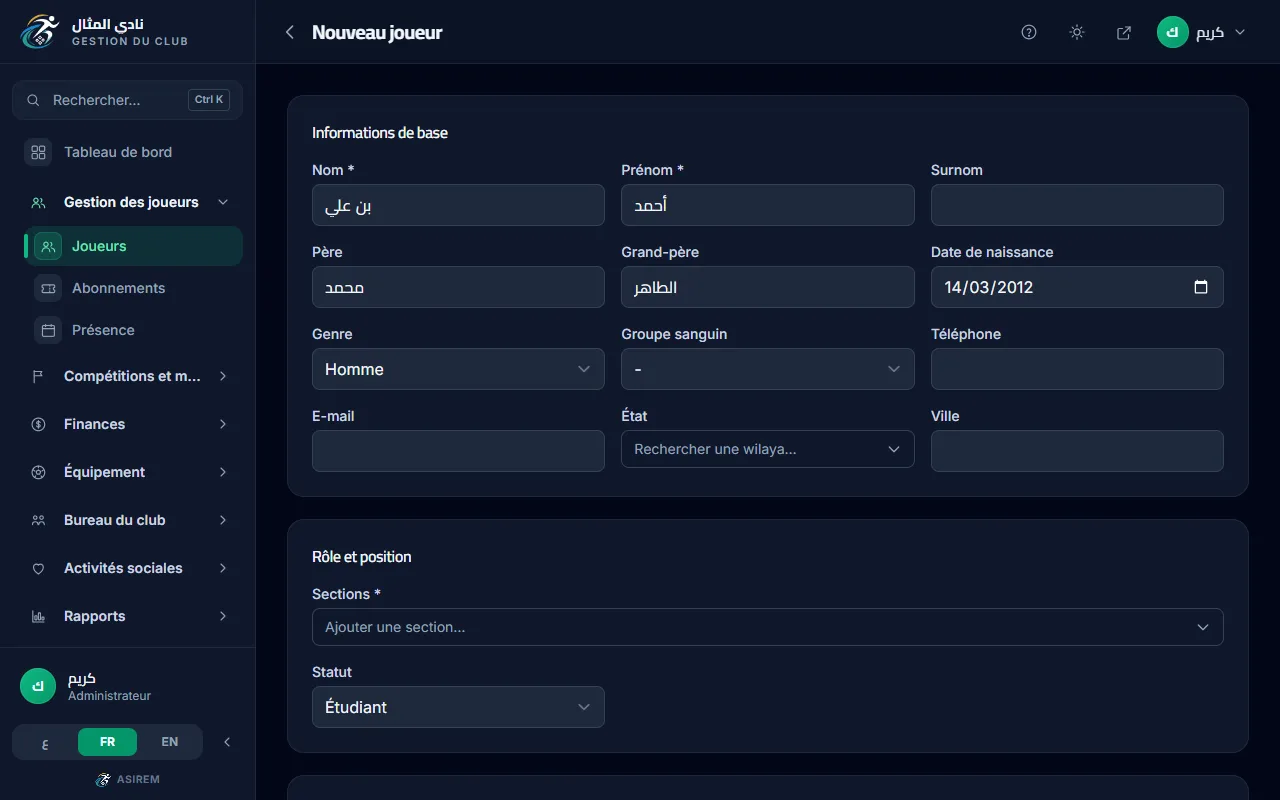 نادي المثال
GESTION DU CLUB
Rechercher...
Ctrl K
Tableau de bord
Gestion des joueurs
Joueurs
Abonnements
Présence
Compétitions et m...
Finances
Équipement
Bureau du club
Activités sociales
Rapports
ك
كريم
Administrateur
ع
FR
EN
ASIREM
Nouveau joueur
ك
كريم
Informations de base
Nom *
Prénom *
Surnom
بن علي
أحمد
Père
Grand-père
Date de naissance
محمد
الطاهر
14/03/2012
Genre
Groupe sanguin
Téléphone
Homme
-
E-mail
État
Ville
Rechercher une wilaya...
Rôle et position
Sections *
Ajouter une section...
Statut
Étudiant